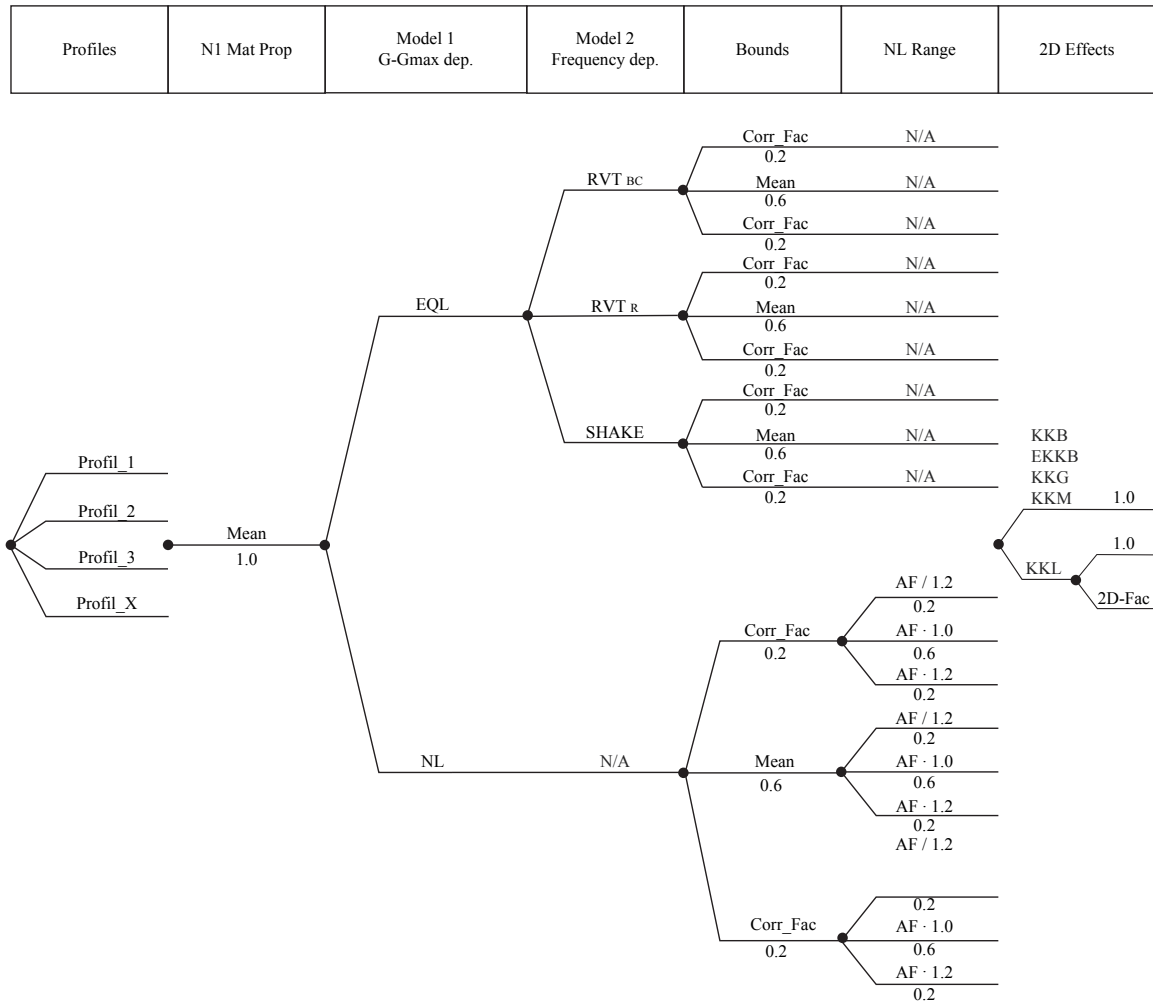 Profiles
N1 Mat Prop
Model 1
G-Gmax dep.
Model 2
Frequency dep.
Bounds
NL Range
2D Effects
Corr_Fac
0.2
N/A
RVT BC
Mean
0.6
N/A
Corr_Fac
0.2
N/A
Corr_Fac
0.2
N/A
EQL
RVT R
Mean
0.6
N/A
Corr_Fac
0.2
N/A
Corr_Fac
0.2
N/A
SHAKE
Mean
0.6
N/A
Corr_Fac
0.2
N/A
KKB
EKKB
KKG
KKM 1.0
1.0
KKL
2D-Fac
Profil_1
Profil_2
Profil_3
Profil_X
Mean
1.0
Corr_Fac
0.2
AF / 1.2
0.2
AF · 1.0
0.6
AF · 1.2
0.2
NL
N/A
Mean
0.6
AF / 1.2
0.2
AF · 1.0
0.6
AF · 1.2
0.2
AF / 1.2
Corr_Fac
0.2
0.2
AF · 1.0
0.6
AF · 1.2
0.2